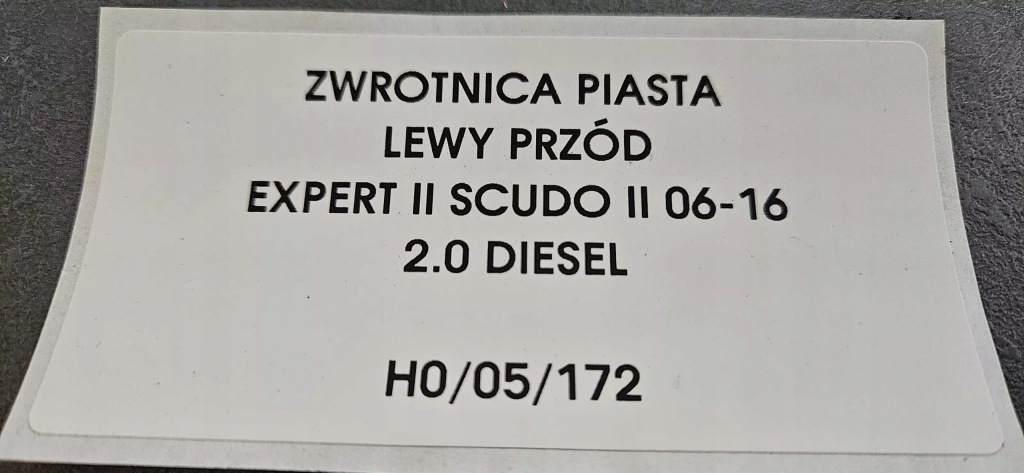 ZWROTNICA PIASTA
LEWY PRZÓD
EXPERT II SCUDO II 06-16
2.0 DIESEL
H0/05/172